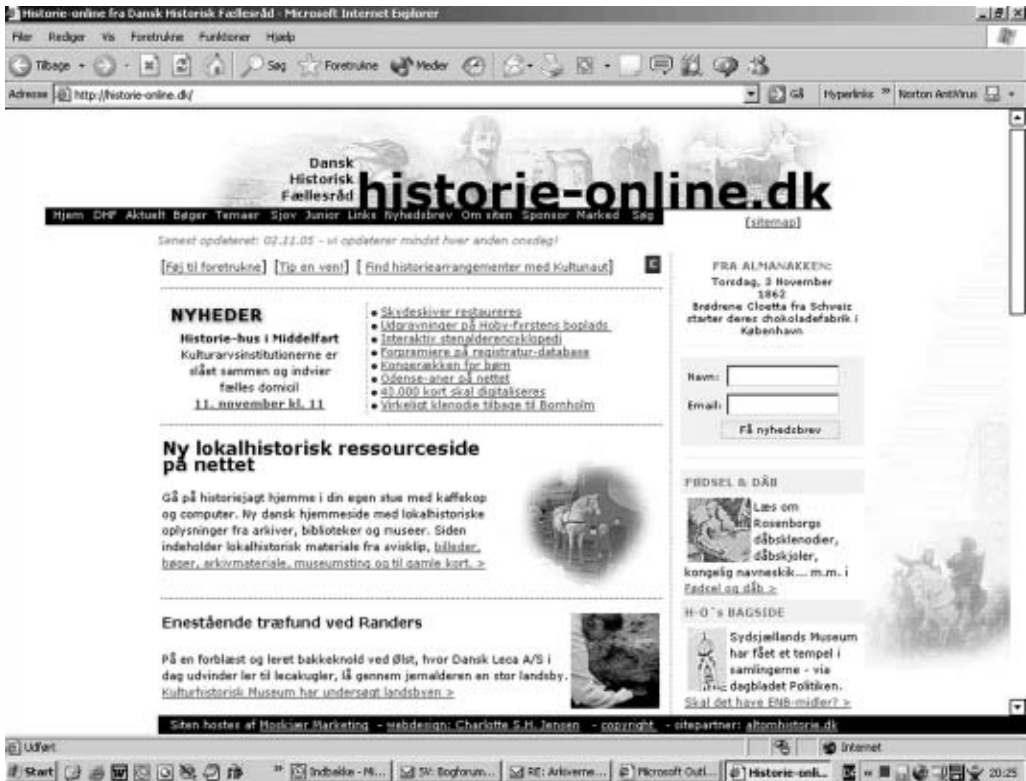 Historie-online fra Dansk Historisk Fællesråd - Microsoft Internet Explorer
Filer Rediger Vis Foretrukne Funktioner Hjælp
Tilbage Søg Foretrukne Medier
Adresse http://historie-online.dk/ Gå Hyperlinks » Norton AntiVirus
Dansk
Historisk
Fællesråd
historie-online.dk
Hjem DHF Aktuelt Bøger Temaer Sjov Junior Links Nyhedsbrev Om siten Sponsor Marked Søg
[sitemap]
Senest opdateret: 02.11.05 - vi opdaterer mindst hver anden onsdag!
[Føj til foretrukne] [Tip en ven!] [ Find historiearrangementer med Kultunaut]
NYHEDER
Historie-hus i Middelfart
Kulturarvsinstitutionerne er
slået sammen og indvier
fælles domicil
11. november kl. 11
• Skydeskiver restaureres
• Udgravninger på Hoby-fyrstens boplads
• Interaktiv stenalderencyklopedi
• Forpremiere på registratur-database
• Kongerækken for børn
• Odense-aner på nettet
• 40.000 kort skal digitaliseres
• Virkeligt klenodie tilbage til Bornholm
FRA ALMANAKKEN:
Torsdag, 3 November
1862
Brødrene Cloetta fra Schweiz
starter deres chokoladefabrik i
København
Navn:
Email:
Få nyhedsbrev
Ny lokalhistorisk ressourceside
på nettet
Gå på historiejagt hjemme i din egen stue med kaffekop
og computer. Ny dansk hjemmeside med lokalhistoriske
oplysninger fra arkiver, biblioteker og museer. Siden
indeholder lokalhistorisk materiale fra avisklip, billeder,
bøger, arkivmateriale, museumsting og til gamle kort. >
FØDSEL & DÅB
Læs om
Rosenborgs
dåbsklenodier,
dåbskjoler,
kongelig navneskik... m.m. i
Fødsel og dåb >
Enestående træfund ved Randers
På en forblæst og leret bakkeknold ved Ølst, hvor Dansk Leca A/S i
dag udvinder ler til lecakugler, lå gennem jernalderen en stor landsby.
Kulturhistorisk Museum har undersøgt landsbyen >
H-O´s BAGSIDE
Sydsjællands Museum
har fået et tempel i
samlingerne - via
dagbladet Politiken.
Skal det have ENB-midler? >
Siten hostes af Moskjær Marketing - webdesign: Charlotte S.H. Jensen - copyright - sitepartner: altomhistorie.dk
Udført Internet
Start » Indbakke - Mi... SV: Bogforum... RE: Arkiverne... Microsoft Outl... Historie-onli... « 20:25